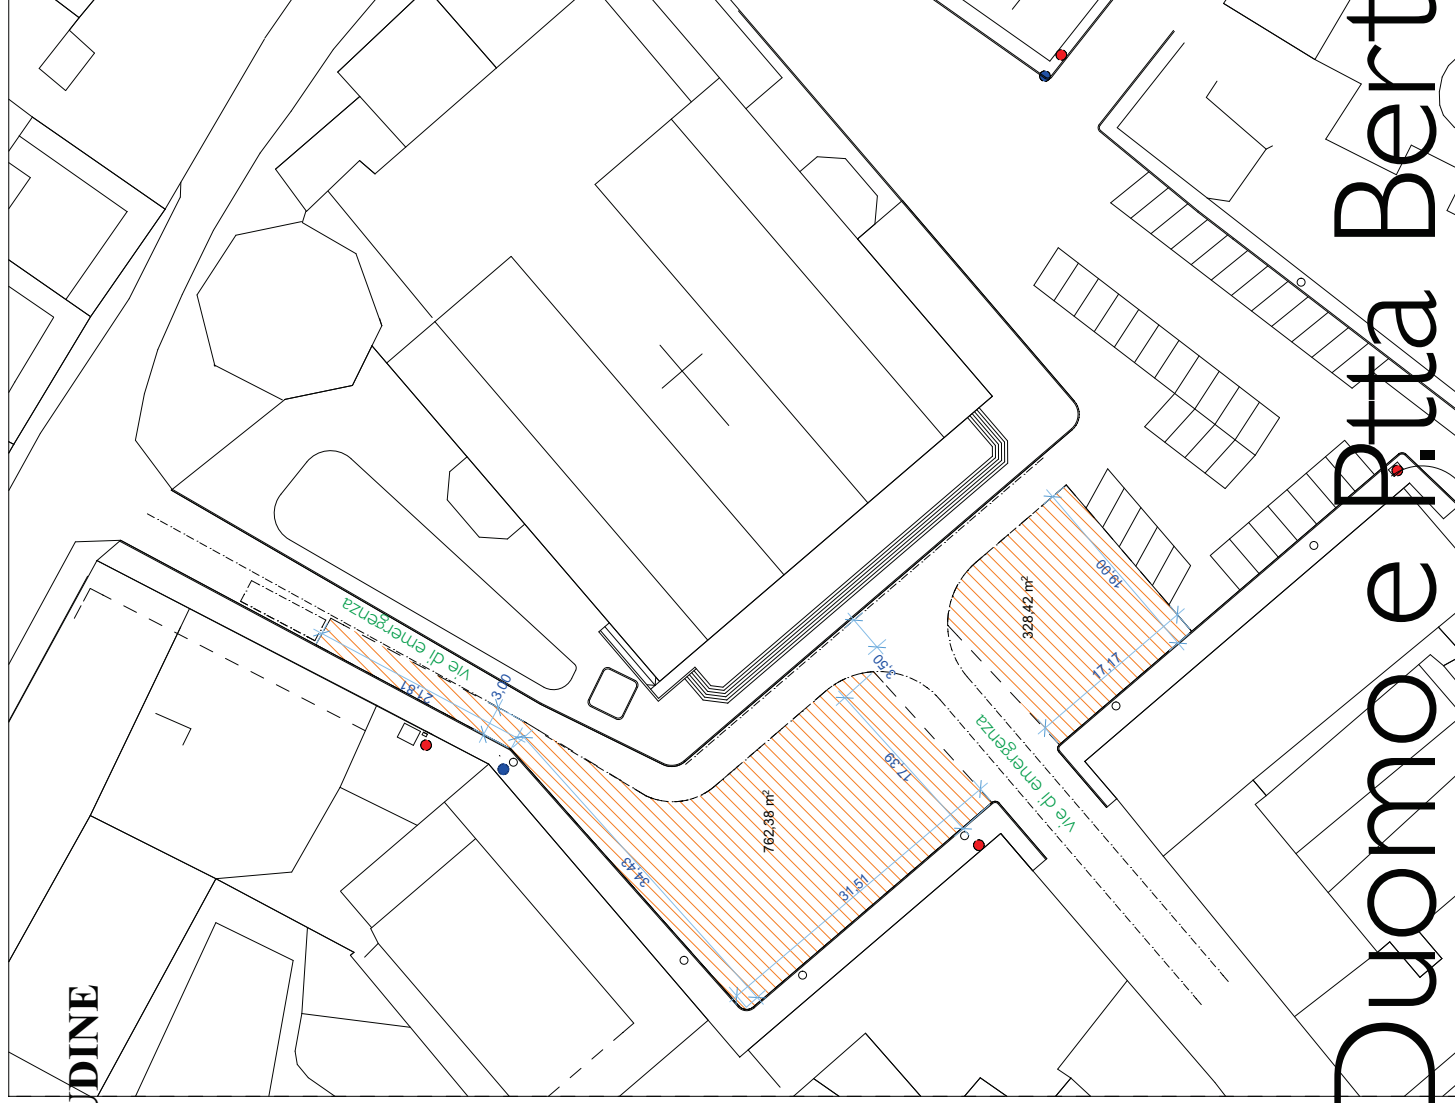 UDINE
Duomo e P.tta Bert
vie di emergenza
21,81
3,00
34,43
762,38 m²
31,51
17,39
3,50
vie di emergenza
328,42 m²
19,00
17,17